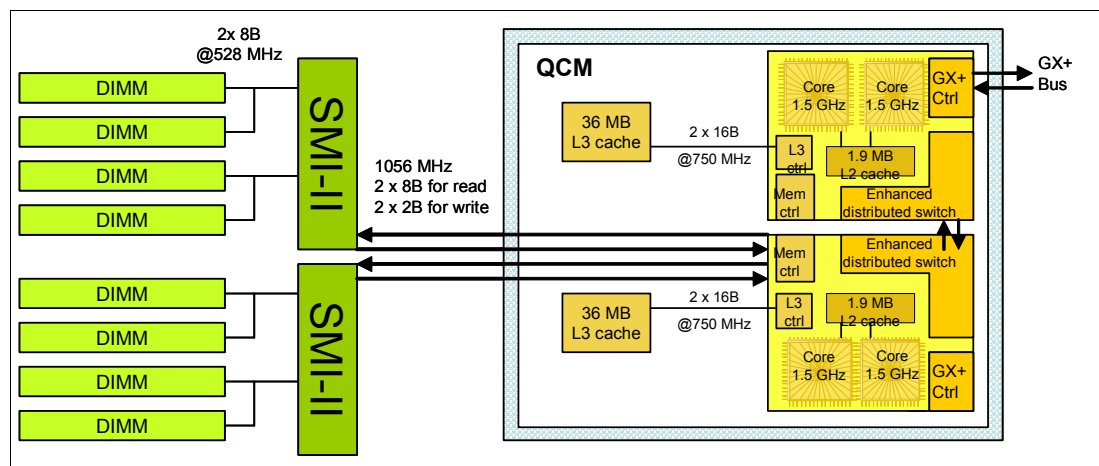 2x 8B
@528 MHz
DIMM
DIMM
DIMM
DIMM
SMI-II
DIMM
DIMM
DIMM
DIMM
SMI-II
1056 MHz
2 x 8B for read
2 x 2B for write
QCM
36 MB
L3 cache
2 x 16B
@750 MHz
Core
1.5 GHz
Core
1.5 GHz
GX+
Ctrl
GX+
Bus
L3
ctrl
1.9 MB
L2 cache
Mem
ctrl
Enhanced
distributed switch
Mem
ctrl
Enhanced
distributed switch
36 MB
L3 cache
2 x 16B
@750 MHz
L3
ctrl
1.9 MB
L2 cache
Core
1.5 GHz
Core
1.5 GHz
GX+
Ctrl